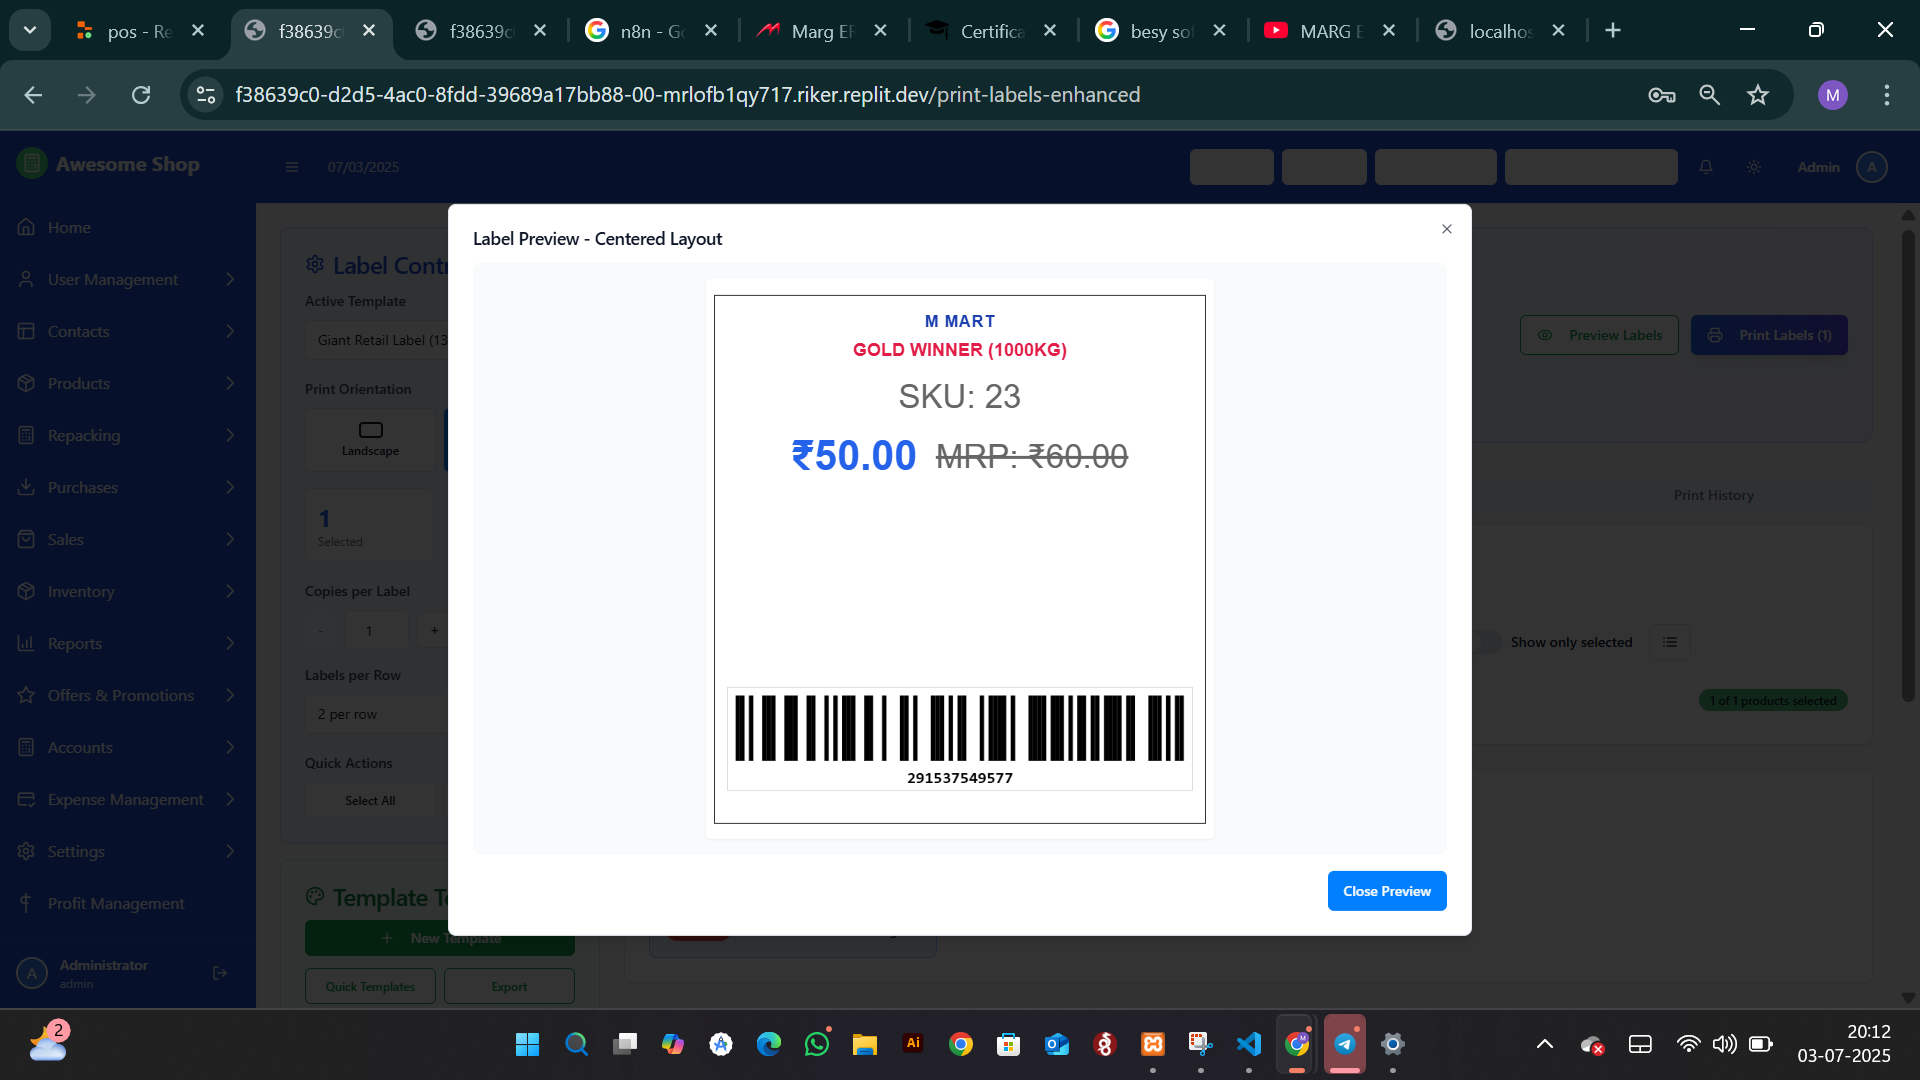 pos - Re
f38639c
f38639c
n8n - Go
Marg ER
Certifica
besy sof
MARG E
localhos
f38639c0-d2d5-4ac0-8fdd-39689a17bb88-00-mrlofb1qy717.riker.replit.dev/print-labels-enhanced
M
Awesome Shop
07/03/2025
Admin
A
Home
User Management
Contacts
Products
Repacking
Purchases
Sales
Inventory
Reports
Offers & Promotions
Accounts
Expense Management
Settings
Profit Management
A
Administrator
admin
Label Contr
Active Template
Giant Retail Label (13
Print Orientation
Landscape
1
Selected
Copies per Label
-
1
+
Labels per Row
2 per row
Quick Actions
Select All
Template T
+ New Template
Quick Templates
Export
Label Preview - Centered Layout
M MART
GOLD WINNER (1000KG)
SKU: 23
₹50.00 MRP: ₹60.00
291537549577
Close Preview
Preview Labels
Print Labels (1)
Print History
Show only selected
1 of 1 products selected
2
Ai
20:12
03-07-2025